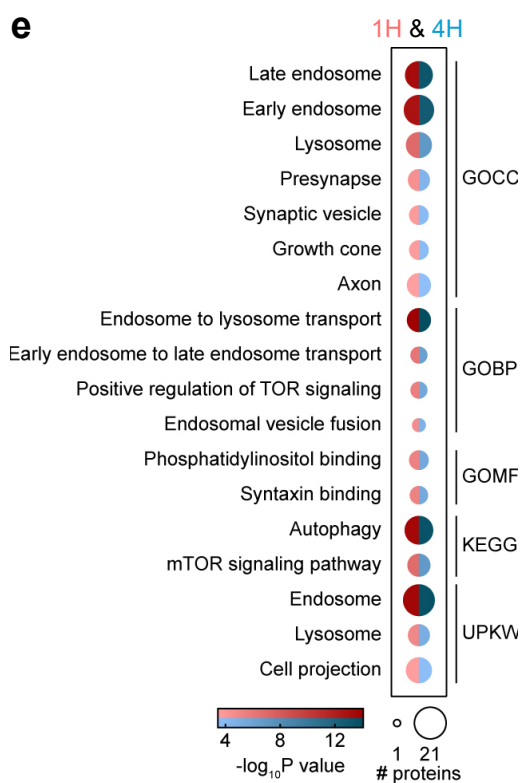 e
1H & 4H
Late endosome
Early endosome
Lysosome
Presynapse
Synaptic vesicle
Growth cone
Axon
GOCC
Endosome to lysosome transport
Early endosome to late endosome transport
Positive regulation of TOR signaling
Endosomal vesicle fusion
GOBP
Phosphatidylinositol binding
Syntaxin binding
GOMF
Autophagy
mTOR signaling pathway
KEGG
Endosome
Lysosome
Cell projection
UPKW
4 8 12
-log₁₀P value
1 21
# proteins